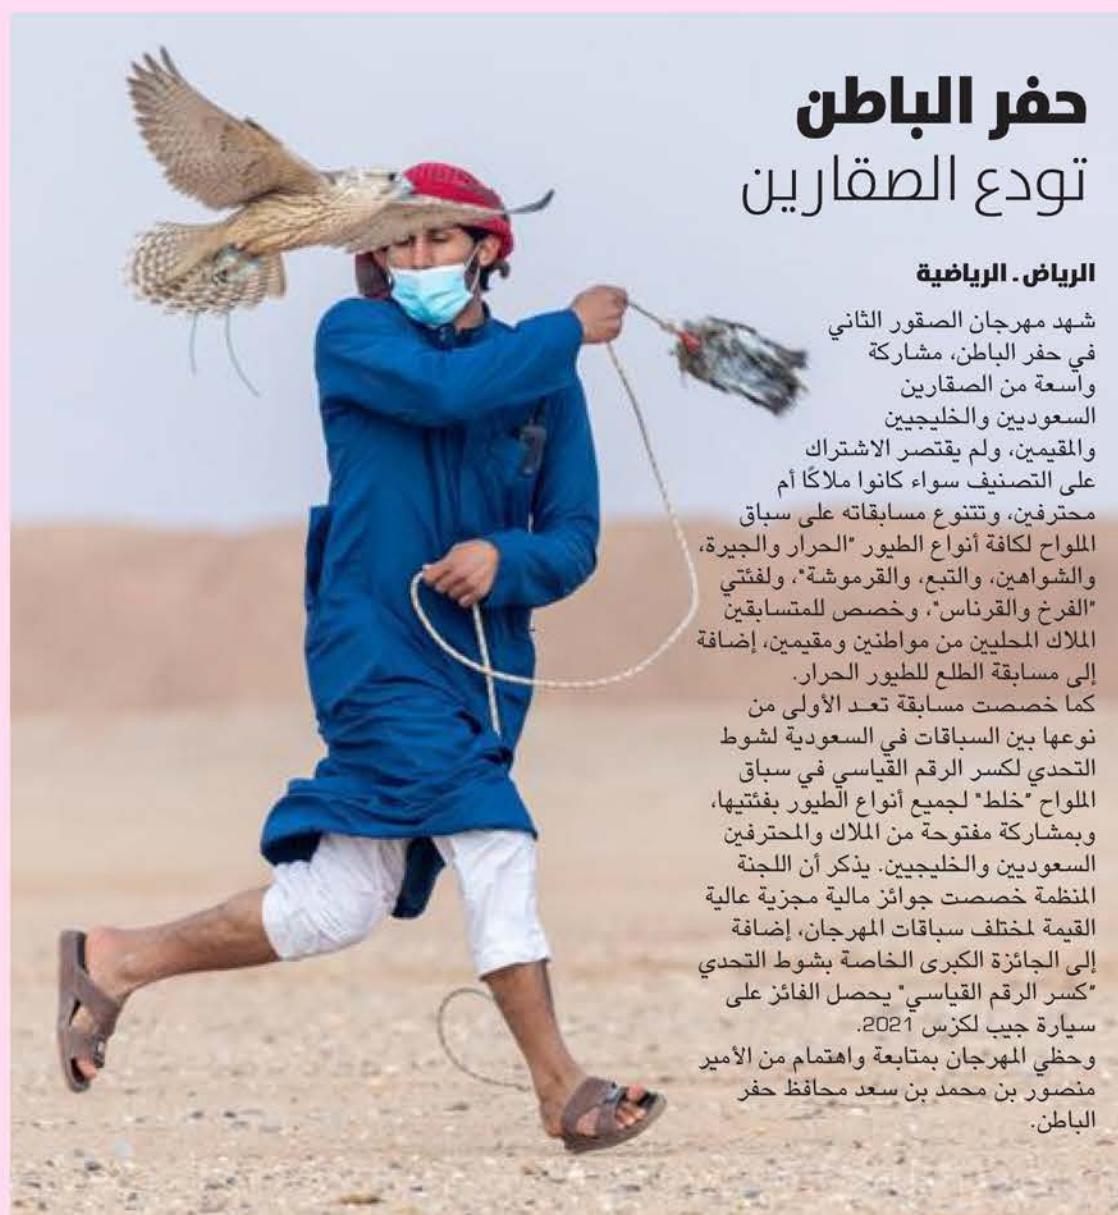 حفر الباطن
تودع الصقارين
الرياض ـ الرياضية
شهد مهرجان الصقور الثاني
في حفر الباطن، مشاركة
واسعة من الصقارين
السعوديين والخليجيين
والمقيمين، ولم يقتصر الاشتراك
على التصنيف سواء كانوا ملاكًا أم
محترفين، وتتنوع مسابقاته على سباق
الملواح لكافة أنواع الطيور "الحرار والجيرة،
والشواهين، والتبع، والقرموشة"، ولفئتي
"الفرخ والقرناس"، وخصص للمتسابقين
الملاك المحليين من مواطنين ومقيمين، إضافة
إلى مسابقة الطلع للطيور الحرار.
كما خصصت مسابقة تعـد الأولى من
نوعها بين السباقات في السعودية لشوط
التحدي لكسر الرقم القياسي في سباق
الملواح "خلط" لجميع أنواع الطيور بفئتيها،
وبمشاركة مفتوحة من الملاك والمحترفين
السعوديين والخليجيين. يذكر أن اللجنة
المنظمة خصصت جوائز مالية مجزية عالية
القيمة لمختلف سباقات المهرجان، إضافة
إلى الجائزة الكبرى الخاصة بشوط التحدي
"كسر الرقم القياسي" يحصل الفائز على
سيارة جيب لكزس 2021.
وحظي المهرجان بمتابعة واهتمام من الأمير
منصور بن محمد بن سعد محافظ حفر
الباطن.